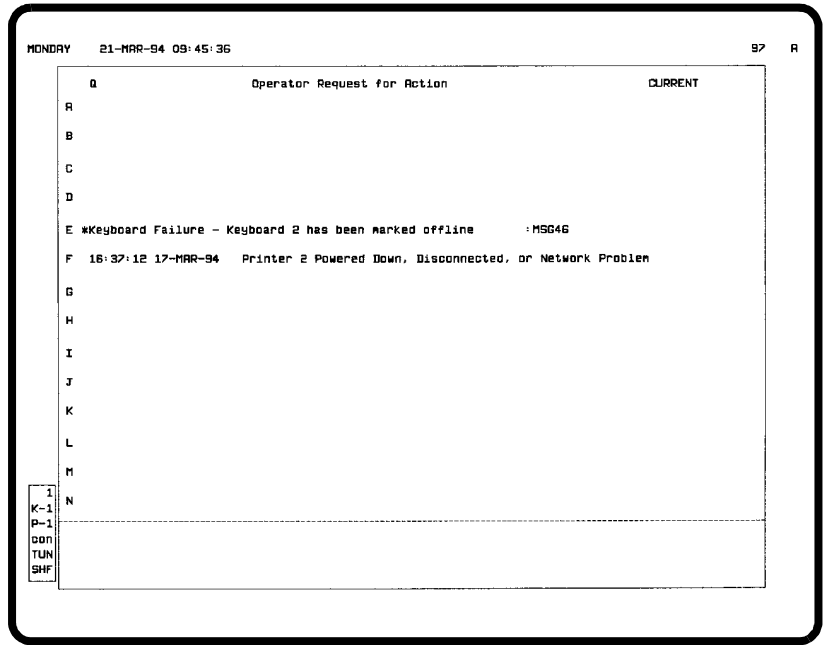 MONDAY 21-MAR-94 09:45:36 97 A
Q Operator Request for Action CURRENT
A
B
C
D
E *Keyboard Failure - Keyboard 2 has been marked offline :MSG46
F 16:37:12 17-MAR-94 Printer 2 Powered Down, Disconnected, or Network Problem
G
H
I
J
K
L
M
N
1
K-1
P-1
con
TUN
SHF